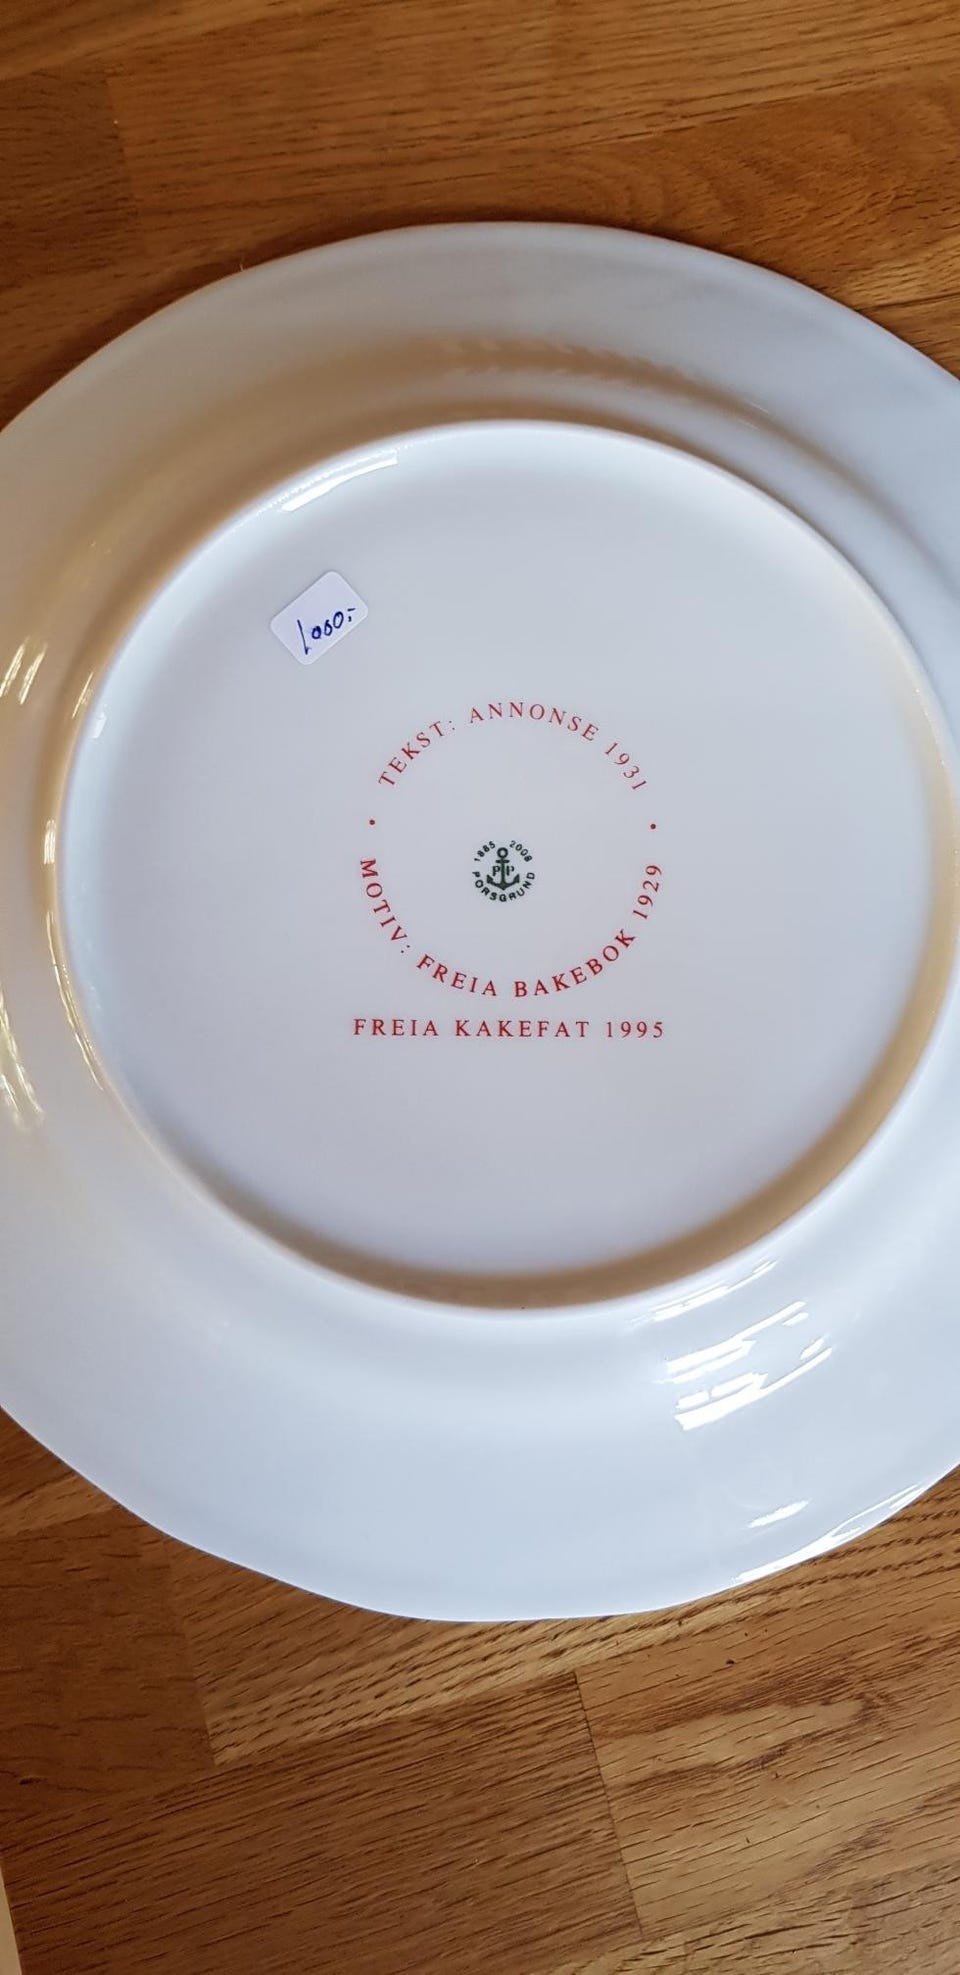 1000,-
TEKST: ANNONSE 1931
1885 2008
PP
PORSGRUND
• MOTIV: FREIA BAKEBOK 1929 •
FREIA KAKEFAT 1995